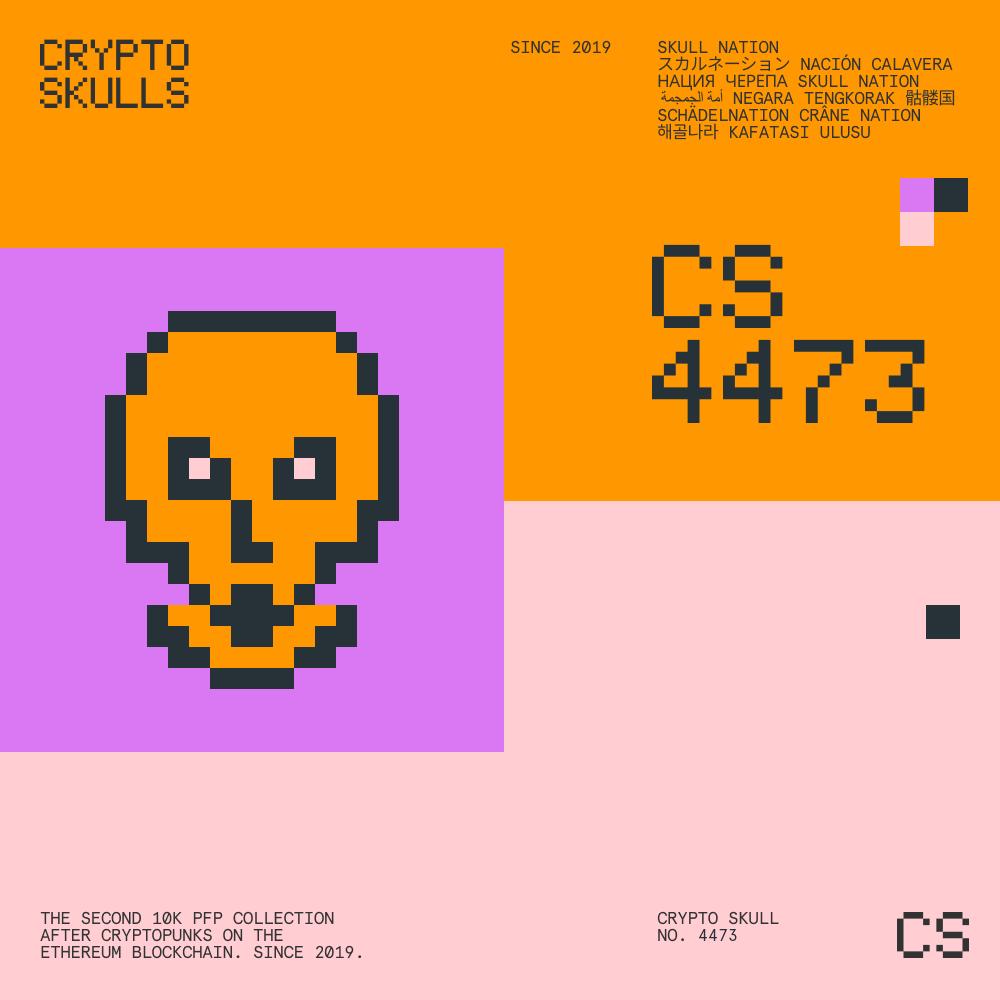 CRYPTO
SKULLS
SINCE 2019
SKULL NATION
スカルネーション NACIÓN CALAVERA
НАЦИЯ ЧЕРЕПА SKULL NATION
أمة الجمجمة NEGARA TENGKORAK 骷髅国
SCHÄDELNATION CRÂNE NATION
해골나라 KAFATASI ULUSU
CS
4473
THE SECOND 10K PFP COLLECTION
AFTER CRYPTOPUNKS ON THE
ETHEREUM BLOCKCHAIN. SINCE 2019.
CRYPTO SKULL
NO. 4473
CS